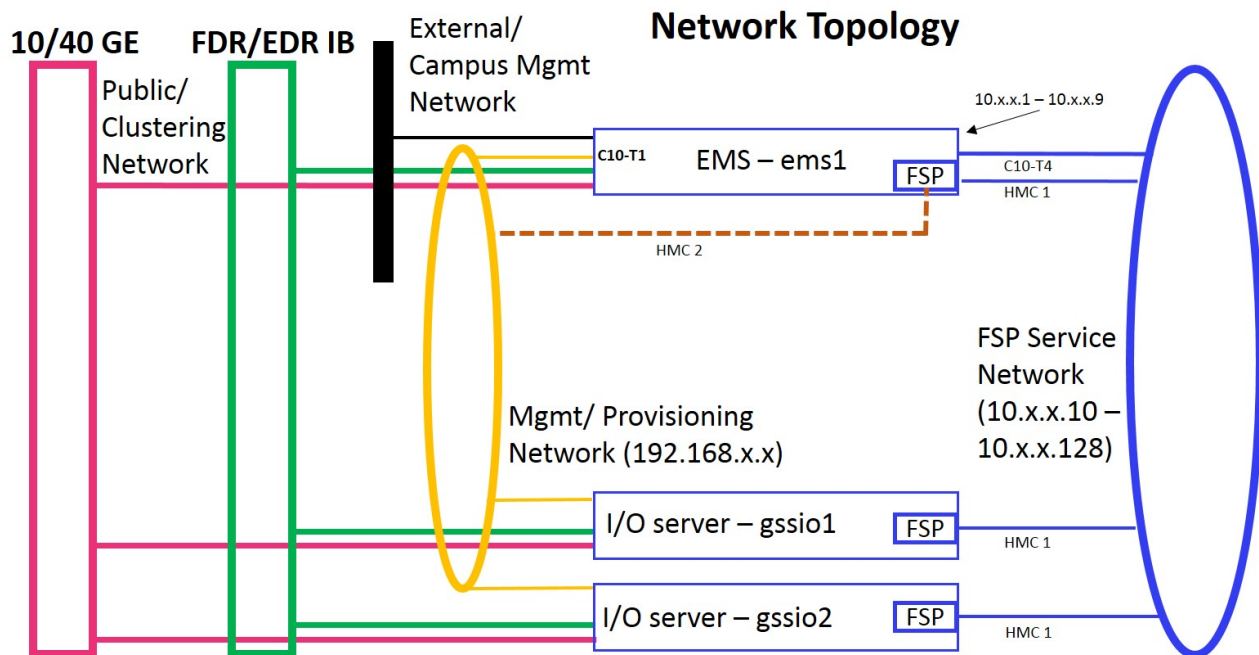 Network Topology
10/40 GE
FDR/EDR IB
External/
Campus Mgmt
Network
Public/
Clustering
Network
10.x.x.1 – 10.x.x.9
C10-T1
EMS – ems1
FSP
C10-T4
HMC 1
HMC 2
FSP Service
Network
(10.x.x.10 –
10.x.x.128)
Mgmt/ Provisioning
Network (192.168.x.x)
I/O server – gssio1
FSP
HMC 1
I/O server – gssio2
FSP
HMC 1